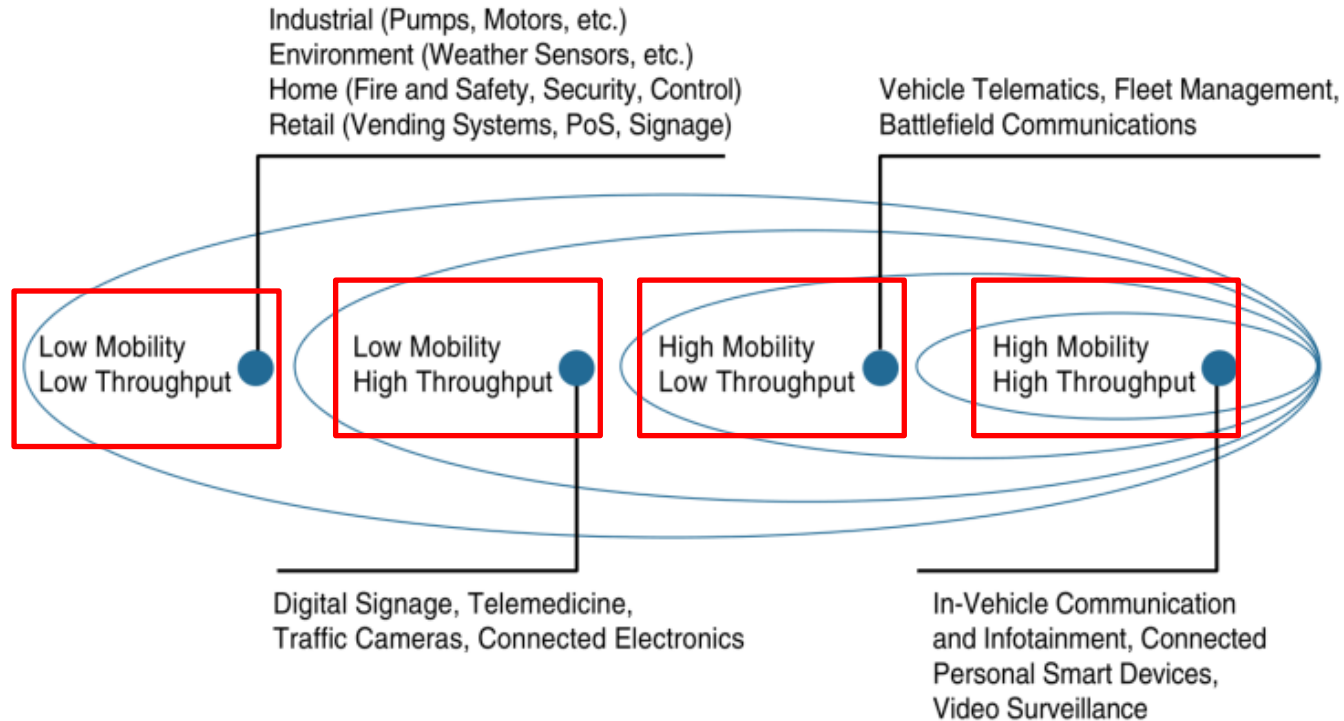 Industrial (Pumps, Motors, etc.)
Environment (Weather Sensors, etc.)
Home (Fire and Safety, Security, Control)
Retail (Vending Systems, PoS, Signage)
Vehicle Telematics, Fleet Management,
Battlefield Communications
Low Mobility
Low Throughput
Low Mobility
High Throughput
High Mobility
Low Throughput
High Mobility
High Throughput
Digital Signage, Telemedicine,
Traffic Cameras, Connected Electronics
In-Vehicle Communication
and Infotainment, Connected
Personal Smart Devices,
Video Surveillance